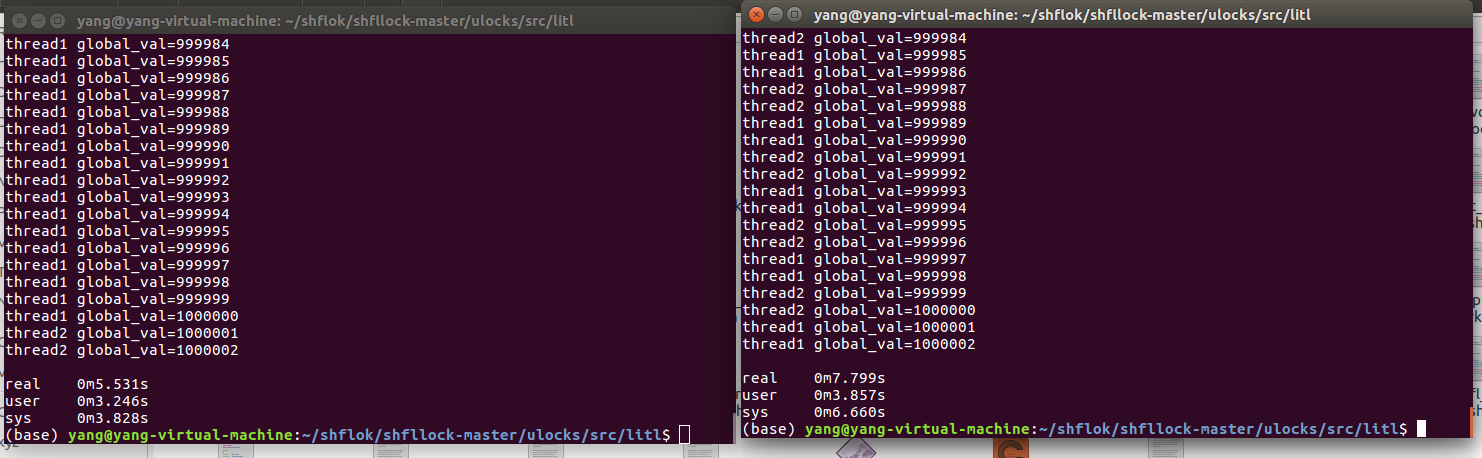 yang@yang-virtual-machine: ~/shflok/shfllock-master/ulocks/src/litl
thread1 global_val=999984
thread1 global_val=999985
thread1 global_val=999986
thread1 global_val=999987
thread1 global_val=999988
thread1 global_val=999989
thread1 global_val=999990
thread1 global_val=999991
thread1 global_val=999992
thread1 global_val=999993
thread1 global_val=999994
thread1 global_val=999995
thread1 global_val=999996
thread1 global_val=999997
thread1 global_val=999998
thread1 global_val=999999
thread1 global_val=1000000
thread2 global_val=1000001
thread2 global_val=1000002
real 0m5.531s
user 0m3.246s
sys 0m3.828s
(base) yang@yang-virtual-machine:~/shflok/shfllock-master/ulocks/src/litl$
yang@yang-virtual-machine: ~/shflok/shfllock-master/ulocks/src/litl
thread2 global_val=999984
thread1 global_val=999985
thread1 global_val=999986
thread2 global_val=999987
thread2 global_val=999988
thread1 global_val=999989
thread1 global_val=999990
thread2 global_val=999991
thread2 global_val=999992
thread1 global_val=999993
thread1 global_val=999994
thread2 global_val=999995
thread2 global_val=999996
thread1 global_val=999997
thread1 global_val=999998
thread2 global_val=999999
thread2 global_val=1000000
thread1 global_val=1000001
thread1 global_val=1000002
real 0m7.799s
user 0m3.857s
sys 0m6.660s
(base) yang@yang-virtual-machine:~/shflok/shfllock-master/ulocks/src/litl$